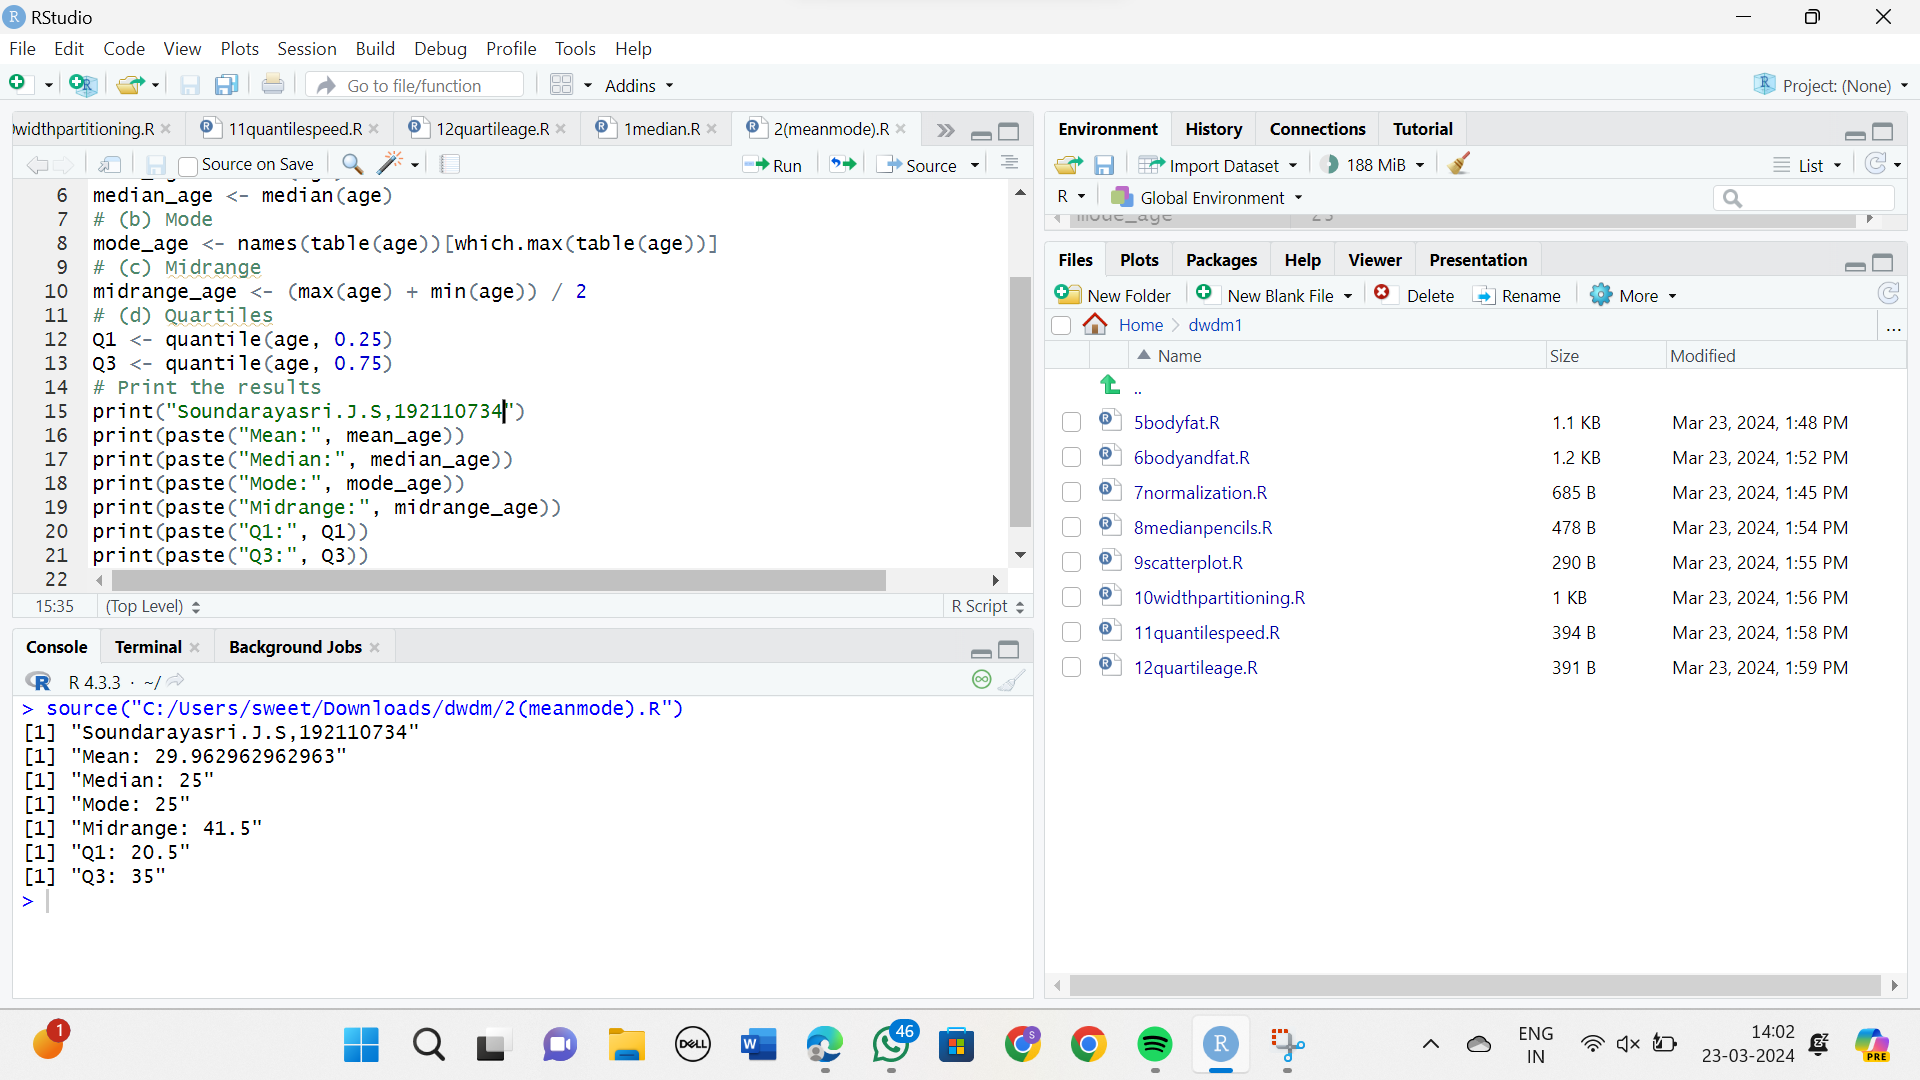 RStudio
File Edit Code View Plots Session Build Debug Profile Tools Help
Go to file/function Addins Project: (None)
widthpartitioning.R 11quantilespeed.R 12quartileage.R 1median.R 2(meanmode).R
Source on Save Run Source
6 median_age <- median(age)
7 # (b) Mode
8 mode_age <- names(table(age))[which.max(table(age))]
9 # (c) Midrange
10 midrange_age <- (max(age) + min(age)) / 2
11 # (d) Quartiles
12 Q1 <- quantile(age, 0.25)
13 Q3 <- quantile(age, 0.75)
14 # Print the results
15 print("Soundarayasri.J.S,192110734")
16 print(paste("Mean:", mean_age))
17 print(paste("Median:", median_age))
18 print(paste("Mode:", mode_age))
19 print(paste("Midrange:", midrange_age))
20 print(paste("Q1:", Q1))
21 print(paste("Q3:", Q3))
22
15:35 (Top Level) R Script
Console Terminal Background Jobs
R 4.3.3 · ~/
> source("C:/Users/sweet/Downloads/dwdm/2(meanmode).R")
[1] "Soundarayasri.J.S,192110734"
[1] "Mean: 29.962962962963"
[1] "Median: 25"
[1] "Mode: 25"
[1] "Midrange: 41.5"
[1] "Q1: 20.5"
[1] "Q3: 35"
>
Environment History Connections Tutorial
Import Dataset 188 MiB List
R Global Environment
mode_age 25
Files Plots Packages Help Viewer Presentation
New Folder New Blank File Delete Rename More
Home dwdm1 ...
Name Size Modified
..
5bodyfat.R 1.1 KB Mar 23, 2024, 1:48 PM
6bodyandfat.R 1.2 KB Mar 23, 2024, 1:52 PM
7normalization.R 685 B Mar 23, 2024, 1:45 PM
8medianpencils.R 478 B Mar 23, 2024, 1:54 PM
9scatterplot.R 290 B Mar 23, 2024, 1:55 PM
10widthpartitioning.R 1 KB Mar 23, 2024, 1:56 PM
11quantilespeed.R 394 B Mar 23, 2024, 1:58 PM
12quartileage.R 391 B Mar 23, 2024, 1:59 PM
1 DELL W 46 S R PRE
ENG 14:02
IN 23-03-2024